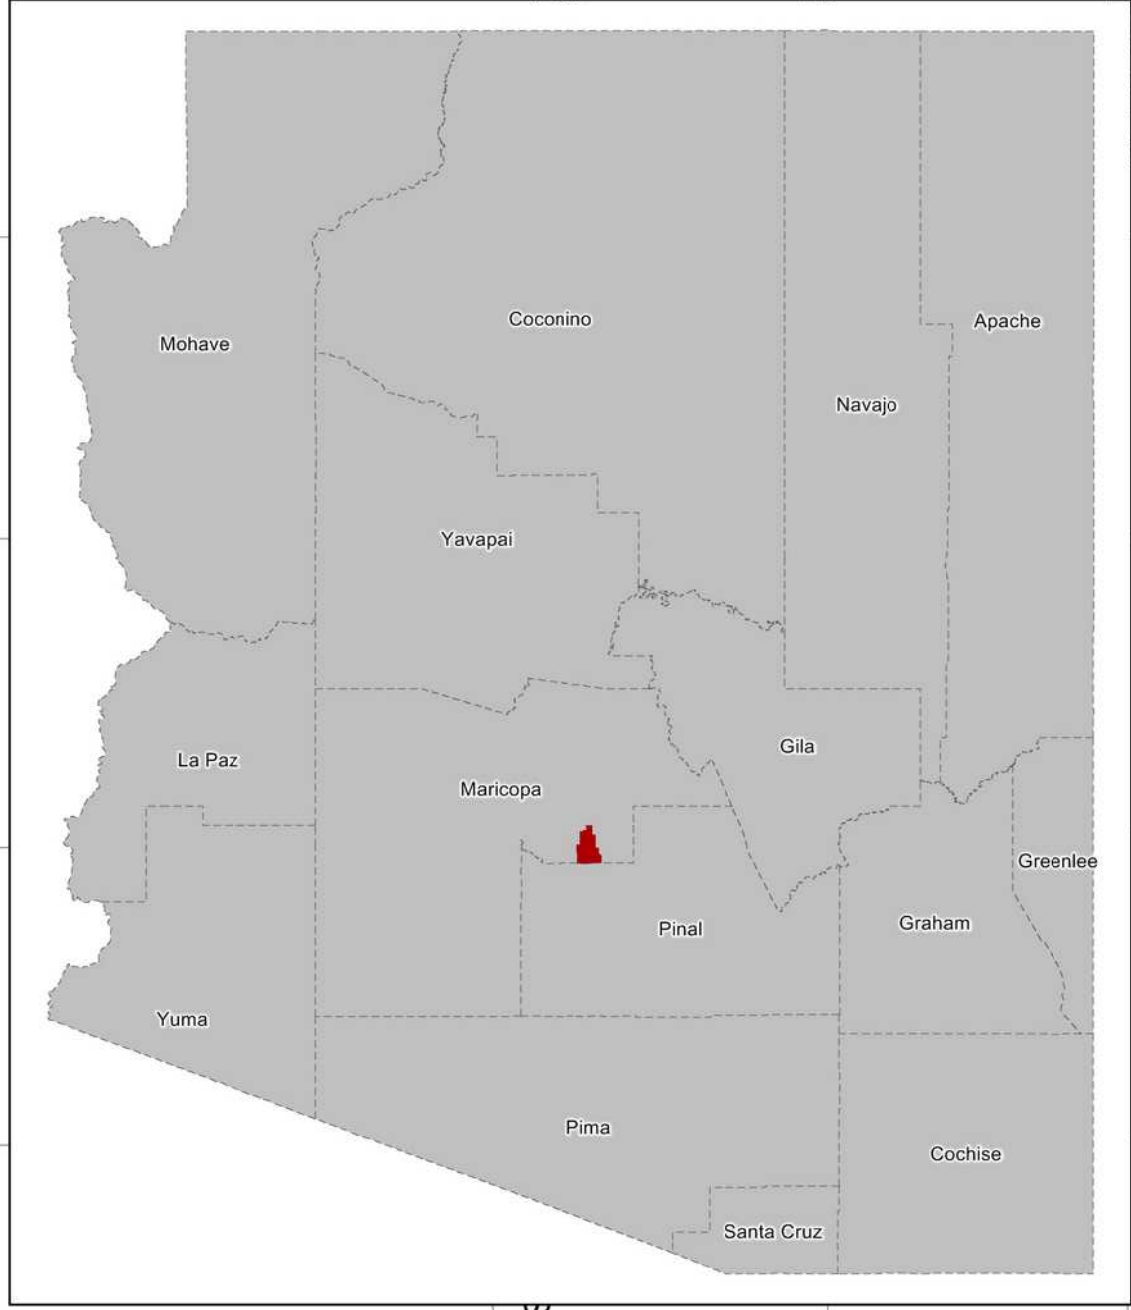 Coconino
Apache
Mohave
Navajo
Yavapai
Gila
La Paz
Maricopa
Greenlee
Graham
Pinal
Yuma
Pima
Cochise
Santa Cruz